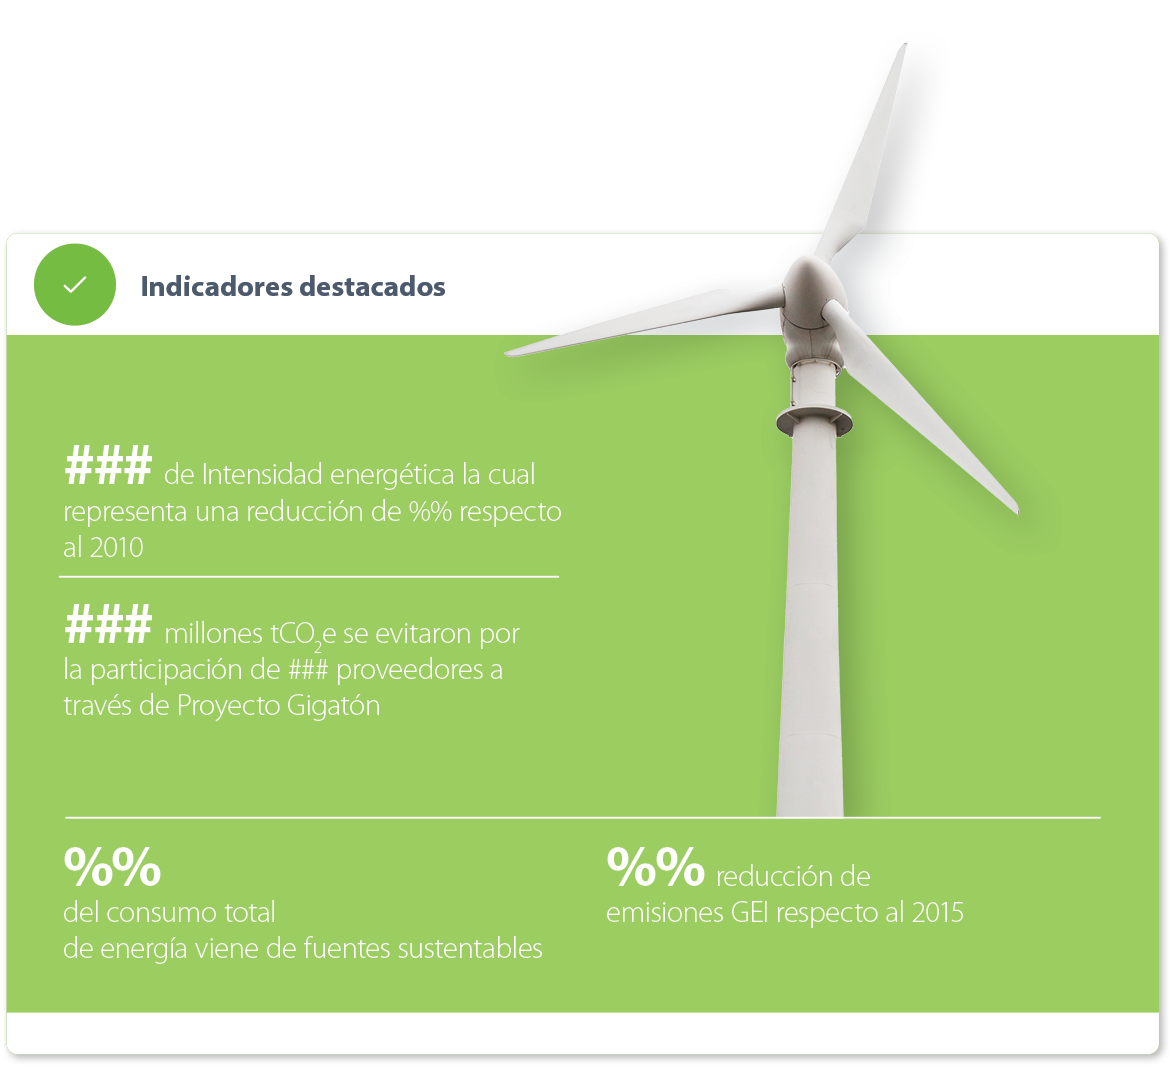 Indicadores destacados
### de Intensidad energética la cual
representa una reducción de %% respecto
al 2010
### millones tCO₂e se evitaron por
la participación de ### proveedores a
través de Proyecto Gigatón
%%
del consumo total
de energía viene de fuentes sustentables
%% reducción de
emisiones GEI respecto al 2015